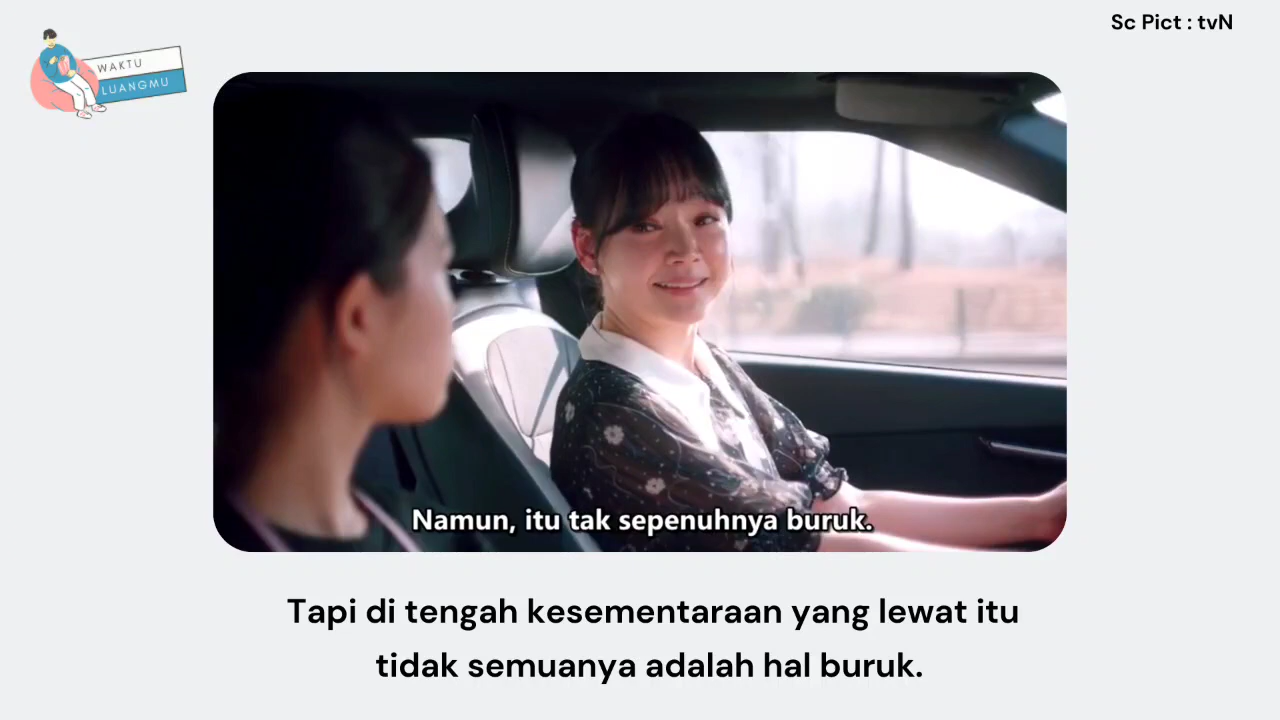 Sc Pict : tvN
WAKTU
LUANGMU
Namun, itu tak sepenuhnya buruk.
Tapi di tengah kesementaraan yang lewat itu
tidak semuanya adalah hal buruk.